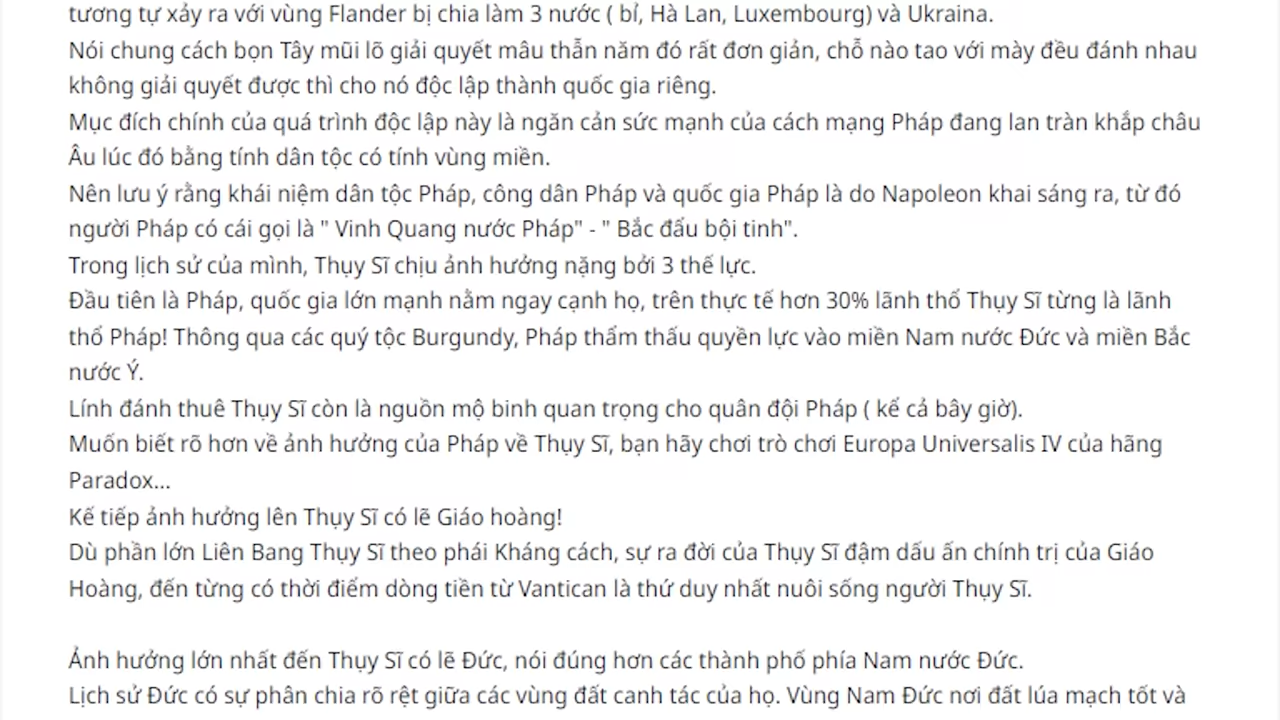 tương tự xảy ra với vùng Flander bị chia làm 3 nước ( bỉ, Hà Lan, Luxembourg) và Ukraina.
Nói chung cách bọn Tây mũi lõ giải quyết mâu thẫn năm đó rất đơn giản, chỗ nào tao với mày đều đánh nhau
không giải quyết được thì cho nó độc lập thành quốc gia riêng.
Mục đích chính của quá trình độc lập này là ngăn cản sức mạnh của cách mạng Pháp đang lan tràn khắp châu
Âu lúc đó bằng tính dân tộc có tính vùng miền.
Nên lưu ý rằng khái niệm dân tộc Pháp, công dân Pháp và quốc gia Pháp là do Napoleon khai sáng ra, từ đó
người Pháp có cái gọi là " Vinh Quang nước Pháp" - " Bắc đẩu bội tinh".
Trong lịch sử của mình, Thụy Sĩ chịu ảnh hưởng nặng bởi 3 thế lực.
Đầu tiên là Pháp, quốc gia lớn mạnh nằm ngay cạnh họ, trên thực tế hơn 30% lãnh thổ Thụy Sĩ từng là lãnh
thổ Pháp! Thông qua các quý tộc Burgundy, Pháp thẩm thấu quyền lực vào miền Nam nước Đức và miền Bắc
nước Ý.
Lính đánh thuê Thụy Sĩ còn là nguồn mộ binh quan trọng cho quân đội Pháp ( kể cả bây giờ).
Muốn biết rõ hơn về ảnh hưởng của Pháp về Thụy Sĩ, bạn hãy chơi trò chơi Europa Universalis IV của hãng
Paradox...
Kế tiếp ảnh hưởng lên Thụy Sĩ có lẽ Giáo hoàng!
Dù phần lớn Liên Bang Thụy Sĩ theo phái Kháng cách, sự ra đời của Thụy Sĩ đậm dấu ấn chính trị của Giáo
Hoàng, đến từng có thời điểm dòng tiền từ Vantican là thứ duy nhất nuôi sống người Thụy Sĩ.
Ảnh hưởng lớn nhất đến Thụy Sĩ có lẽ Đức, nói đúng hơn các thành phố phía Nam nước Đức.
Lịch sử Đức có sự phân chia rõ rệt giữa các vùng đất canh tác của họ. Vùng Nam Đức nơi đất lúa mạch tốt và